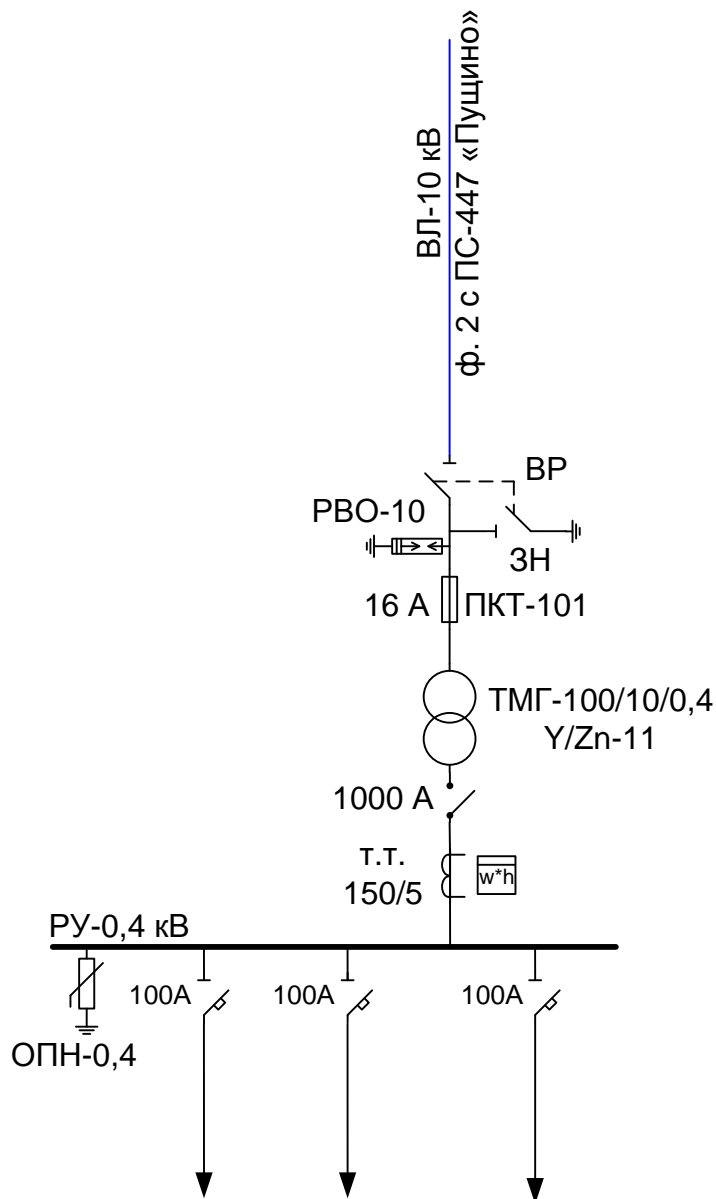 ВЛ-10 кВ
ф. 2 с ПС-447 «Пущино»
ВР
РВО-10
ЗН
16 А
ПКТ-101
ТМГ-100/10/0,4
Y/Zn-11
1000 А
т.т.
150/5
w*h
РУ-0,4 кВ
100А
100А
100А
ОПН-0,4